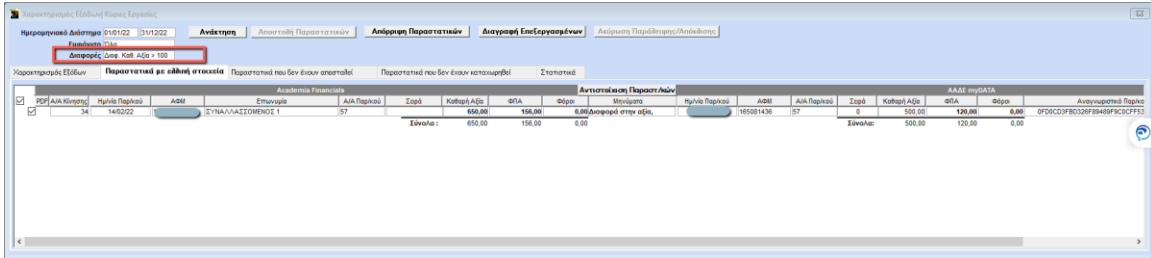 Χαρακτηρισμός Εξόδων| Κύριες Εργασίες
Ημερομηνιακό Διάστημα 01/01/22 31/12/22 Ανάκτηση Αποστολή Παραστατικών Απόρριψη Παραστατικών Διαγραφή Επεξεργασμένων Ακύρωση Παράλειψης/Απόκλισης
Εμφάνιση Όλα
Διαφορές Διαφ. Καθ. Αξία > 100
Χαρακτηρισμός Εξόδων Παραστατικά με ελλιπή στοιχεία Παραστατικά που δεν έχουν αποσταλεί Παραστατικά που δεν έχουν καταχωρηθεί Στατιστικά
Academia Financials Αντιστοίχιση Παραστ/κών ΑΑΔΕ myDATA
PDF Α/Α Κίνησης Ημ/νία Παρ/κού ΑΦΜ Επωνυμία Α/Α Παρ/κού Σειρά Καθαρή Αξία ΦΠΑ Φόροι Μηνύματα Ημ/νία Παρ/κού ΑΦΜ Α/Α Παρ/κού Σειρά Καθαρή Αξία ΦΠΑ Φόροι Αναγνωριστικό Παρ/κο
34 14/02/22 ΣΥΝΑΛΛΑΣΣΟΜΕΝΟΣ 1 57 650,00 156,00 0,00 Διαφορά στην αξία, 165081436 57 0 500,00 120,00 0,00 0FD0CD3FBD326F89489F9C0CFF53
Σύνολα : 650,00 156,00 0,00 Σύνολα: 500,00 120,00 0,00